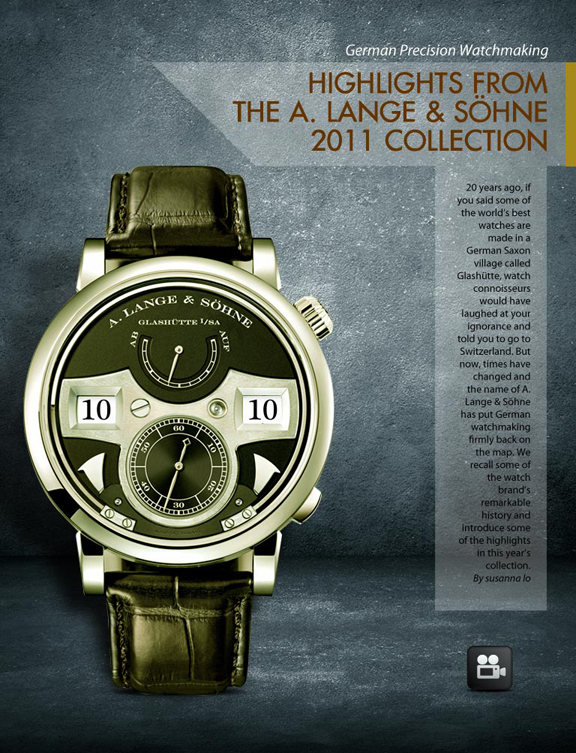 German Precision Watchmaking
HIGHLIGHTS FROM
THE A. LANGE & SÖHNE
2011 COLLECTION
20 years ago, if
you said some of
the world's best
watches are
made in a
German Saxon
village called
Glashütte, watch
connoisseurs
would have
laughed at your
ignorance and
told you to go to
Switzerland. But
now, times have
changed and
the name of A.
Lange & Söhne
has put German
watchmaking
firmly back on
the map. We
recall some of
the watch
brand's
remarkable
history and
introduce some
of the highlights
in this year's
collection.
By susanna lo
A. LANGE & SÖHNE
GLASHÜTTE I/SA
AB AUF
10 10
60
50 10
40 20
30